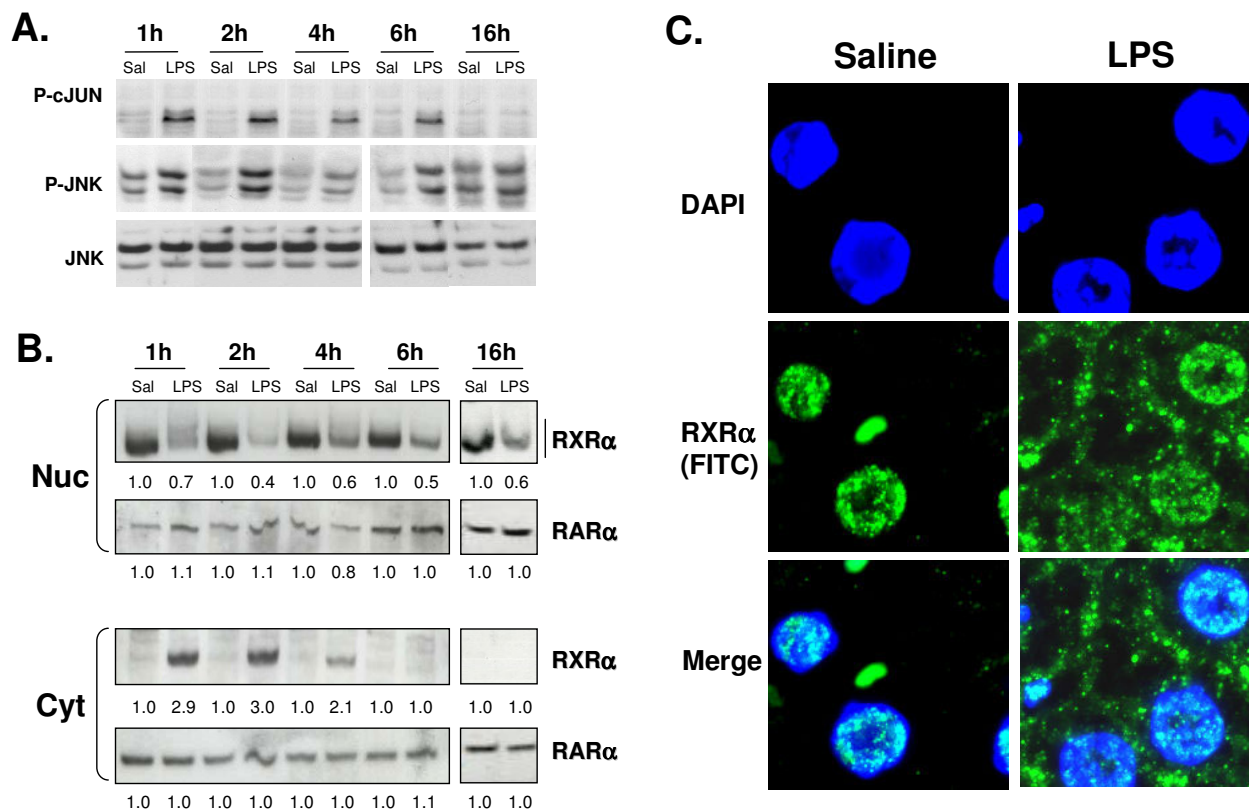 A.
1h 2h 4h 6h 16h
Sal LPS Sal LPS Sal LPS Sal LPS Sal LPS
P-cJUN
P-JNK
JNK
B.
1h 2h 4h 6h 16h
Sal LPS Sal LPS Sal LPS Sal LPS Sal LPS
Nuc
RXRα
1.0 0.7 1.0 0.4 1.0 0.6 1.0 0.5 1.0 0.6
RARα
1.0 1.1 1.0 1.1 1.0 0.8 1.0 1.0 1.0 1.0
Cyt
RXRα
1.0 2.9 1.0 3.0 1.0 2.1 1.0 1.0 1.0 1.0
RARα
1.0 1.0 1.0 1.0 1.0 1.0 1.0 1.1 1.0 1.0
C.
Saline LPS
DAPI
RXRα
(FITC)
Merge